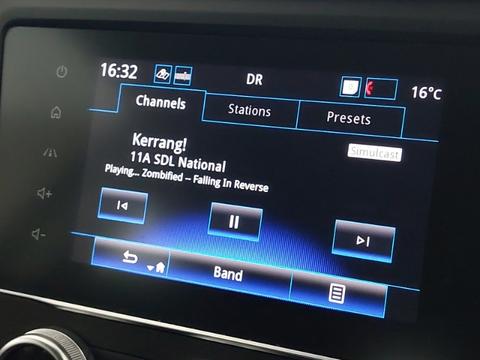 16:32
DR
16°C
Channels
Stations
Presets
Kerrang!
Simulcast
11A SDL National
Playing... Zombified – Falling In Reverse
Band